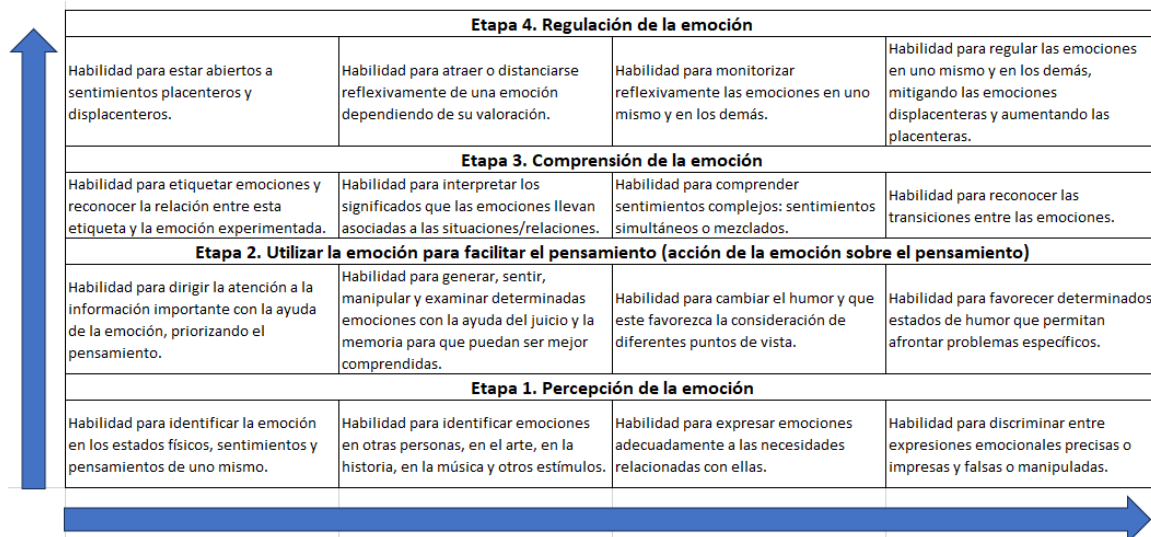 Etapa 4. Regulación de la emoción
Habilidad para estar abiertos a
sentimientos placenteros y
displacenteros.
Habilidad para atraer o distanciarse
reflexivamente de una emoción
dependiendo de su valoración.
Habilidad para monitorizar
reflexivamente las emociones en uno
mismo y en los demás.
Habilidad para regular las emociones
en uno mismo y en los demás,
mitigando las emociones
displacenteras y aumentando las
placenteras.
Etapa 3. Comprensión de la emoción
Habilidad para etiquetar emociones y
reconocer la relación entre esta
etiqueta y la emoción experimentada.
Habilidad para interpretar los
significados que las emociones llevan
asociadas a las situaciones/relaciones.
Habilidad para comprender
sentimientos complejos: sentimientos
simultáneos o mezclados.
Habilidad para reconocer las
transiciones entre las emociones.
Etapa 2. Utilizar la emoción para facilitar el pensamiento (acción de la emoción sobre el pensamiento)
Habilidad para dirigir la atención a la
información importante con la ayuda
de la emoción, priorizando el
pensamiento.
Habilidad para generar, sentir,
manipular y examinar determinadas
emociones con la ayuda del juicio y la
memoria para que puedan ser mejor
comprendidas.
Habilidad para cambiar el humor y que
este favorezca la consideración de
diferentes puntos de vista.
Habilidad para favorecer determinados
estados de humor que permitan
afrontar problemas específicos.
Etapa 1. Percepción de la emoción
Habilidad para identificar la emoción
en los estados físicos, sentimientos y
pensamientos de uno mismo.
Habilidad para identificar emociones
en otras personas, en el arte, en la
historia, en la música y otros estímulos.
Habilidad para expresar emociones
adecuadamente a las necesidades
relacionadas con ellas.
Habilidad para discriminar entre
expresiones emocionales precisas o
impresas y falsas o manipuladas.